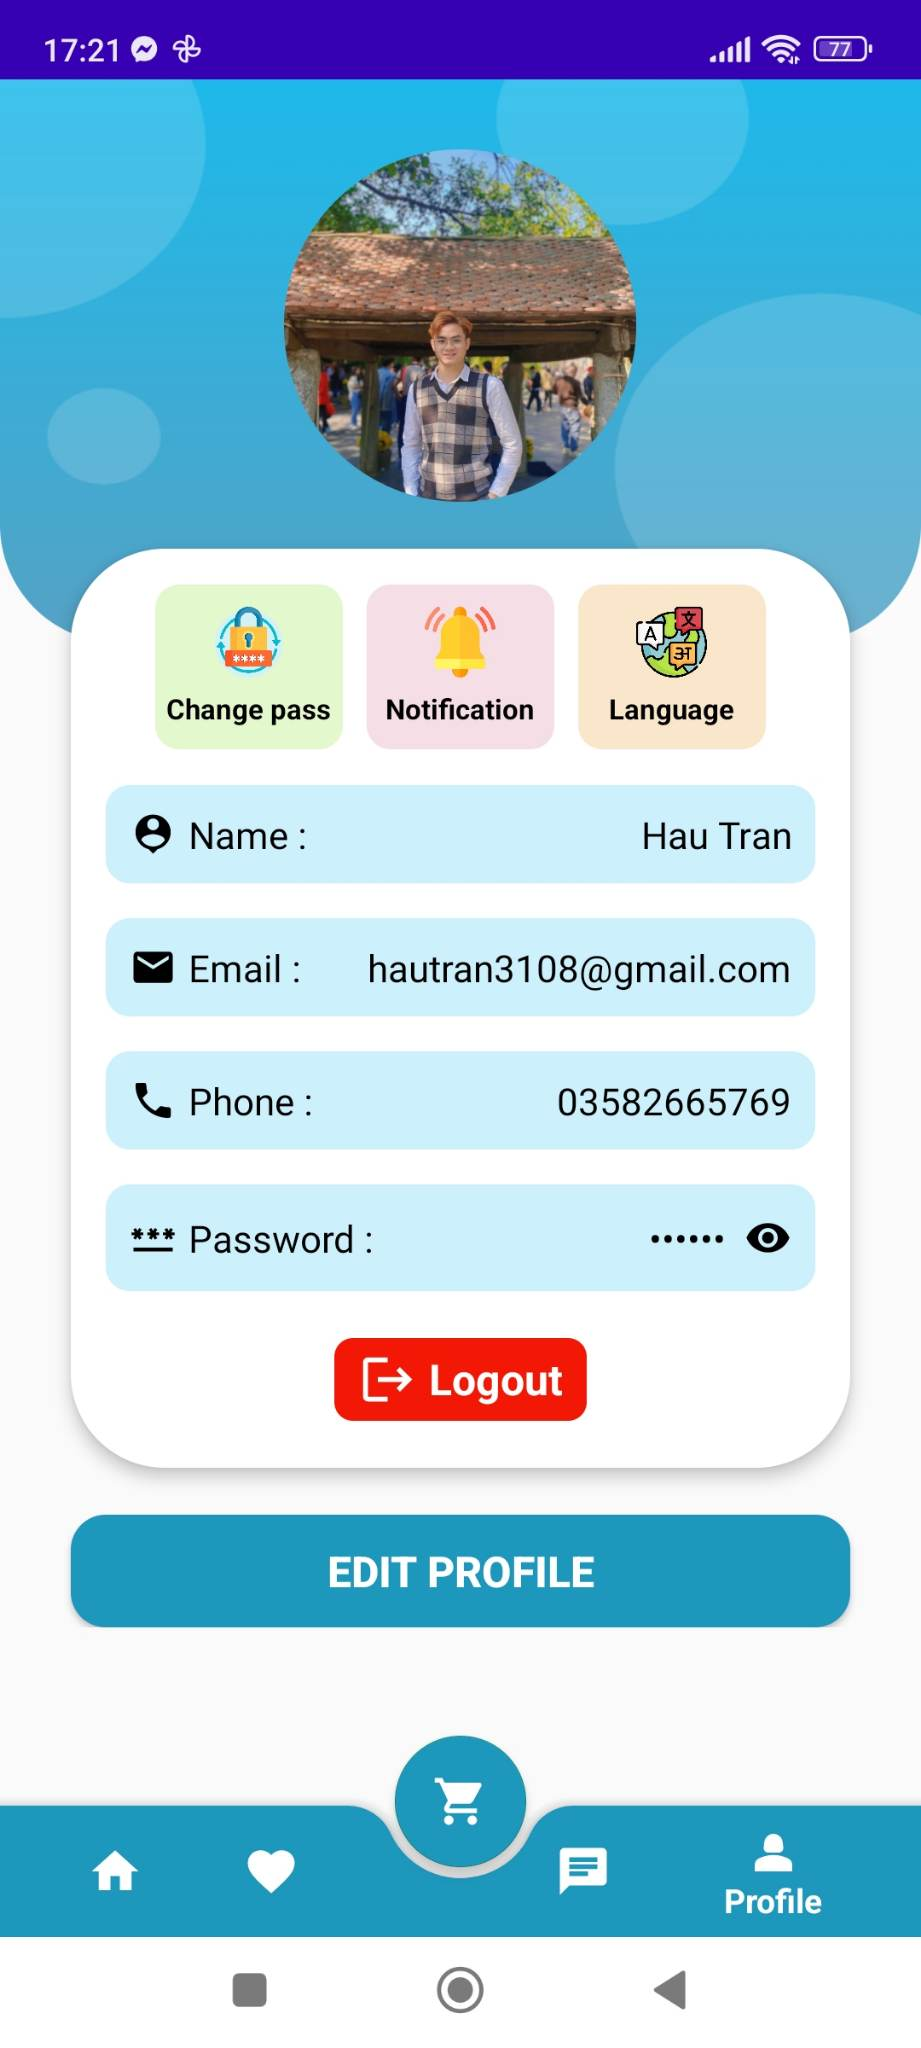 17:21
77
****
A 文
अ
Change pass
Notification
Language
Name :
Hau Tran
Email :
hautran3108@gmail.com
Phone :
03582665769
*** Password :
••••••
Logout
EDIT PROFILE
Profile